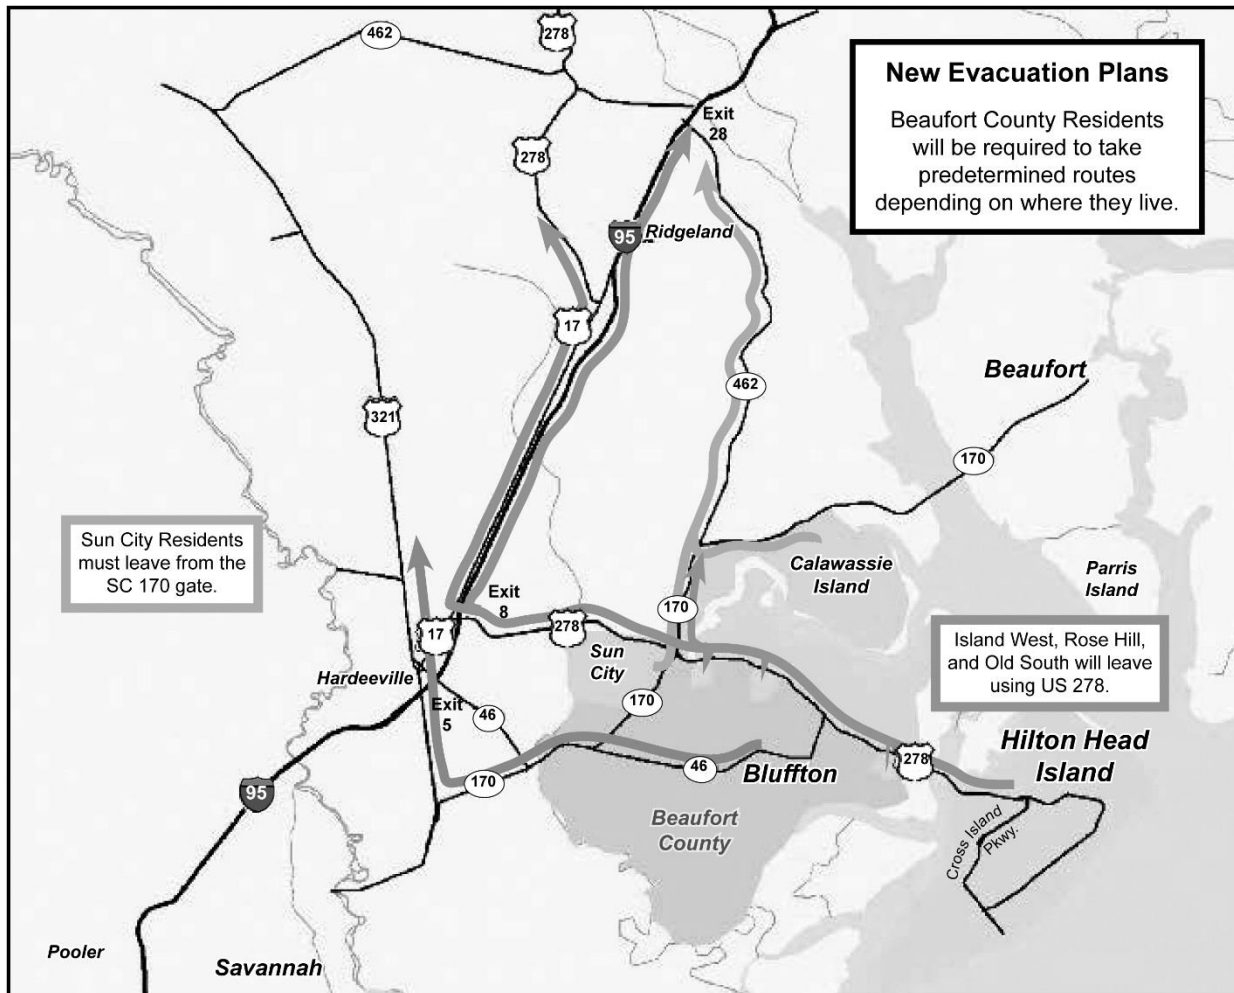 278
462
New Evacuation Plans
Beaufort County Residents
will be required to take
predetermined routes
depending on where they live.
Exit
28
278
95
Ridgeland
17
Beaufort
462
321
170
Sun City Residents
must leave from the
SC 170 gate.
Calawassie
Island
Parris
Island
Exit
8
170
278
17
Island West, Rose Hill,
and Old South will leave
using US 278.
Sun
City
Hardeeville
170
Exit
5
46
Hilton Head
Island
278
46
Bluffton
170
95
Beaufort
County
Cross Island
Pkwy.
Pooler
Savannah